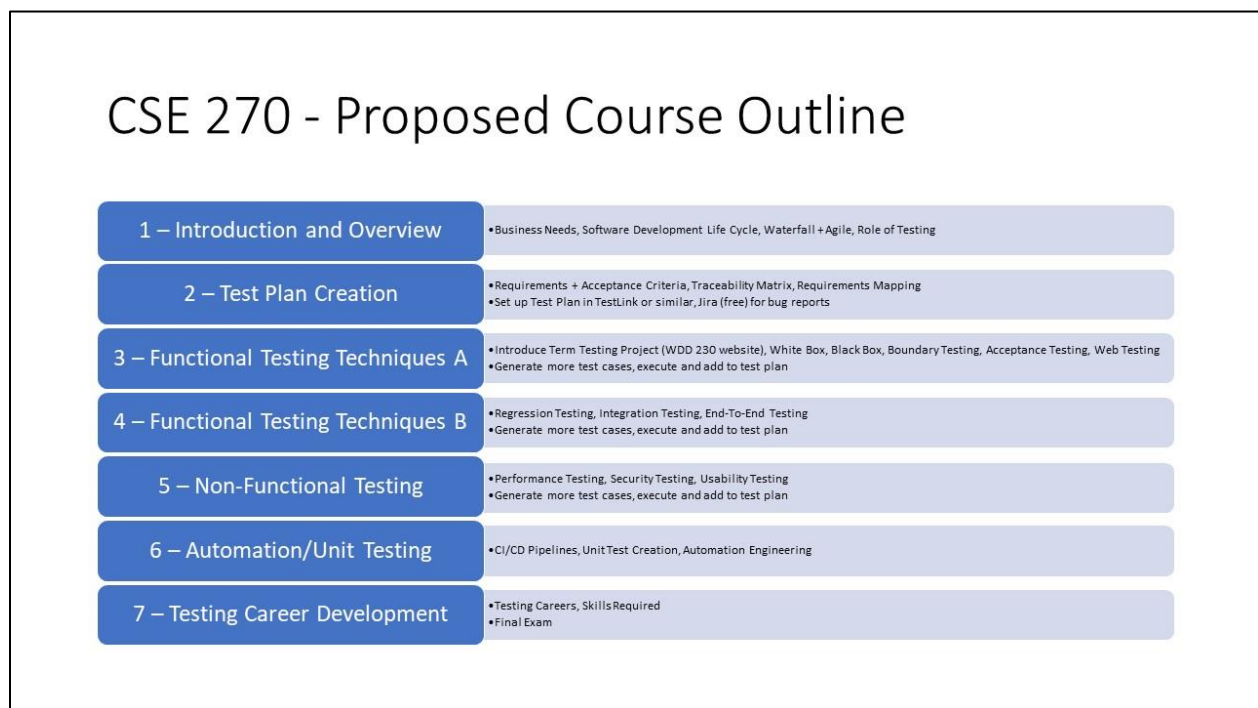 CSE 270 - Proposed Course Outline
1 – Introduction and Overview
•Business Needs, Software Development Life Cycle, Waterfall + Agile, Role of Testing
2 – Test Plan Creation
•Requirements + Acceptance Criteria, Traceability Matrix, Requirements Mapping
•Set up Test Plan in TestLink or similar, Jira (free) for bug reports
3 – Functional Testing Techniques A
•Introduce Term Testing Project (WDD 230 website), White Box, Black Box, Boundary Testing, Acceptance Testing, Web Testing
•Generate more test cases, execute and add to test plan
4 – Functional Testing Techniques B
•Regression Testing, Integration Testing, End-To-End Testing
•Generate more test cases, execute and add to test plan
5 – Non-Functional Testing
•Performance Testing, Security Testing, Usability Testing
•Generate more test cases, execute and add to test plan
6 – Automation/Unit Testing
•CI/CD Pipelines, Unit Test Creation, Automation Engineering
7 – Testing Career Development
•Testing Careers, Skills Required
•Final Exam